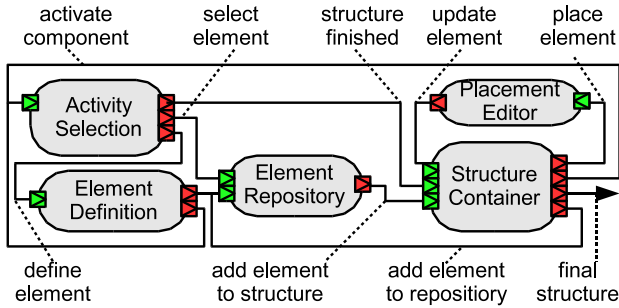 activate
component
select
element
structure
finished
update
element
place
element
Activity
Selection
Placement
Editor
Element
Definition
Element
Repository
Structure
Container
define
element
add element
to structure
add element
to repositiory
final
structure